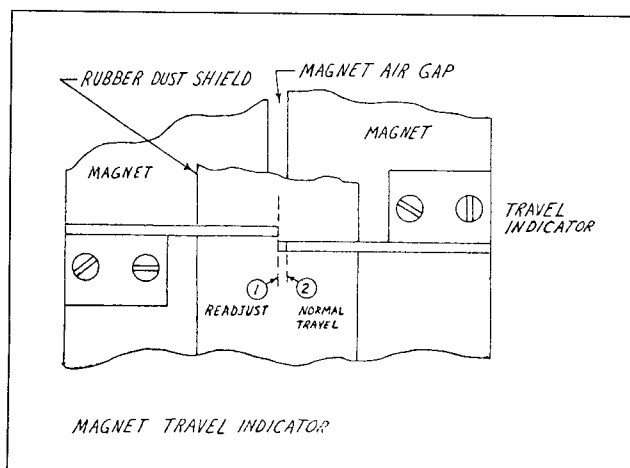 RUBBER DUST SHIELD
MAGNET AIR GAP
MAGNET
MAGNET
TRAVEL
INDICATOR
1
2
READJUST
NORMAL
TRAVEL
MAGNET TRAVEL INDICATOR